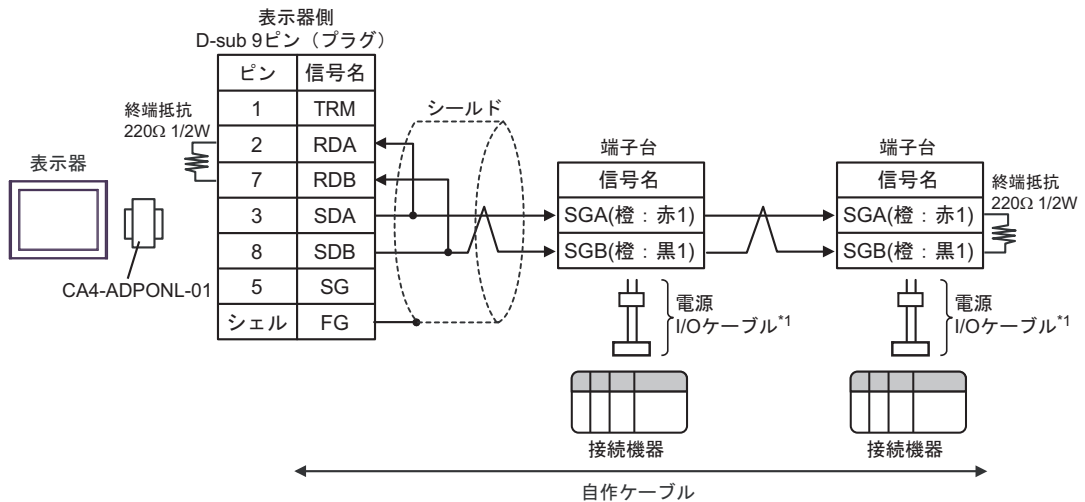 表示器側
D-sub 9ピン（プラグ）
ピン 信号名
1 TRM
2 RDA
7 RDB
3 SDA
8 SDB
5 SG
シェル FG
終端抵抗
220Ω 1/2W
表示器
CA4-ADPONL-01
シールド
端子台
信号名
SGA(橙：赤1)
SGB(橙：黒1)
電源
I/Oケーブル*1
接続機器
端子台
信号名
SGA(橙：赤1)
SGB(橙：黒1)
終端抵抗
220Ω 1/2W
電源
I/Oケーブル*1
接続機器
自作ケーブル